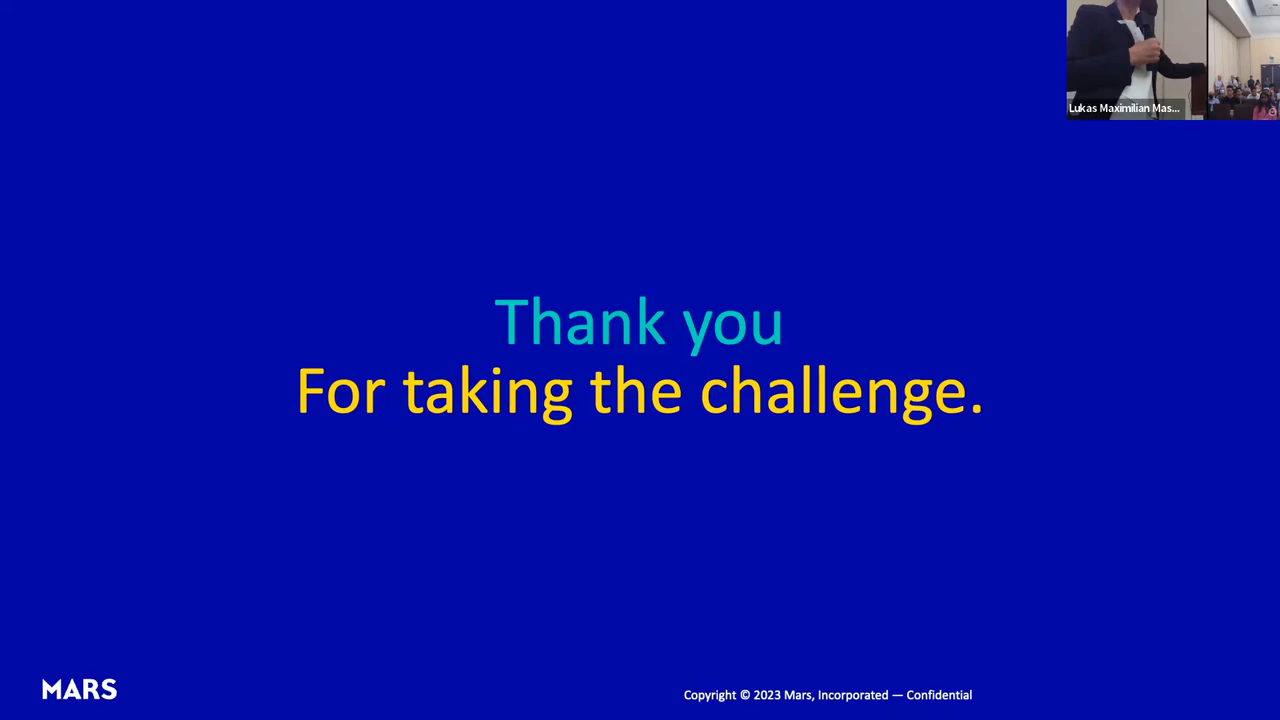 Lukas Maximilian Mas...
Thank you
For taking the challenge.
MARS
Copyright © 2023 Mars, Incorporated — Confidential